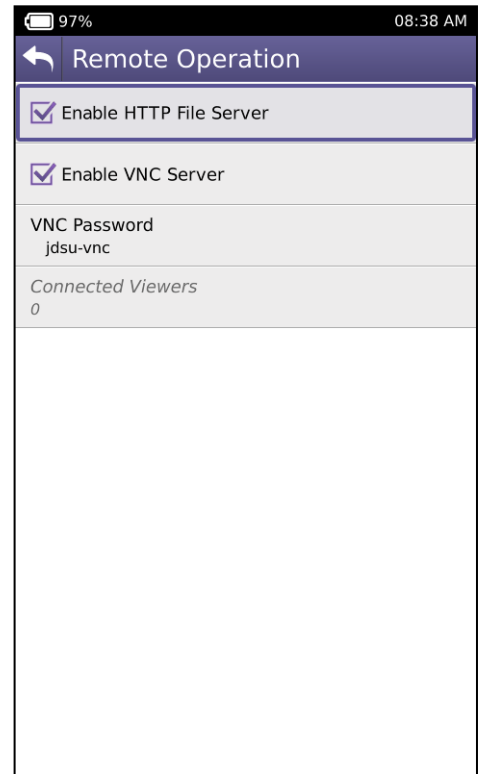 97% 08:38 AM
Remote Operation
Enable HTTP File Server
Enable VNC Server
VNC Password
jdsu-vnc
Connected Viewers
0